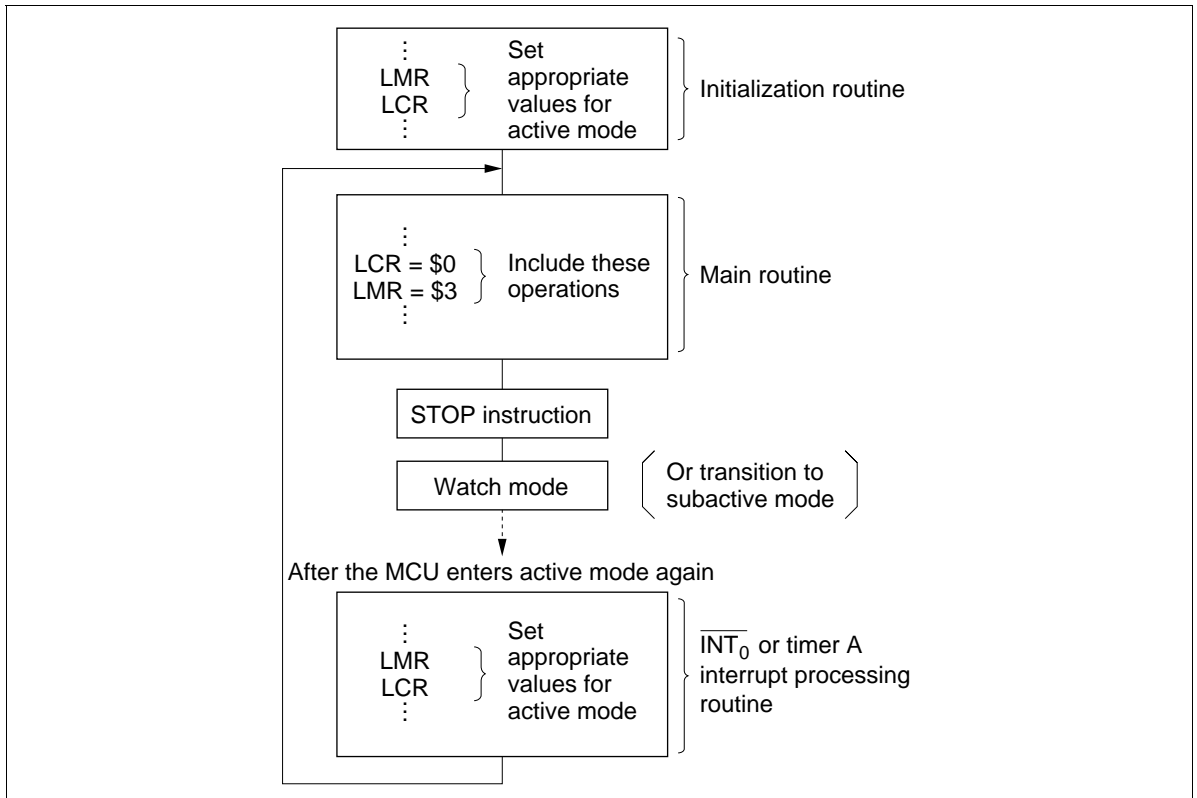 ⋮
LMR
LCR
⋮
Set
appropriate
values for
active mode
Initialization routine
⋮
LCR = $0
LMR = $3
⋮
Include these
operations
Main routine
STOP instruction
Watch mode
Or transition to
subactive mode
After the MCU enters active mode again
⋮
LMR
LCR
⋮
Set
appropriate
values for
active mode
I̅N̅T̅₀ or timer A
interrupt processing
routine